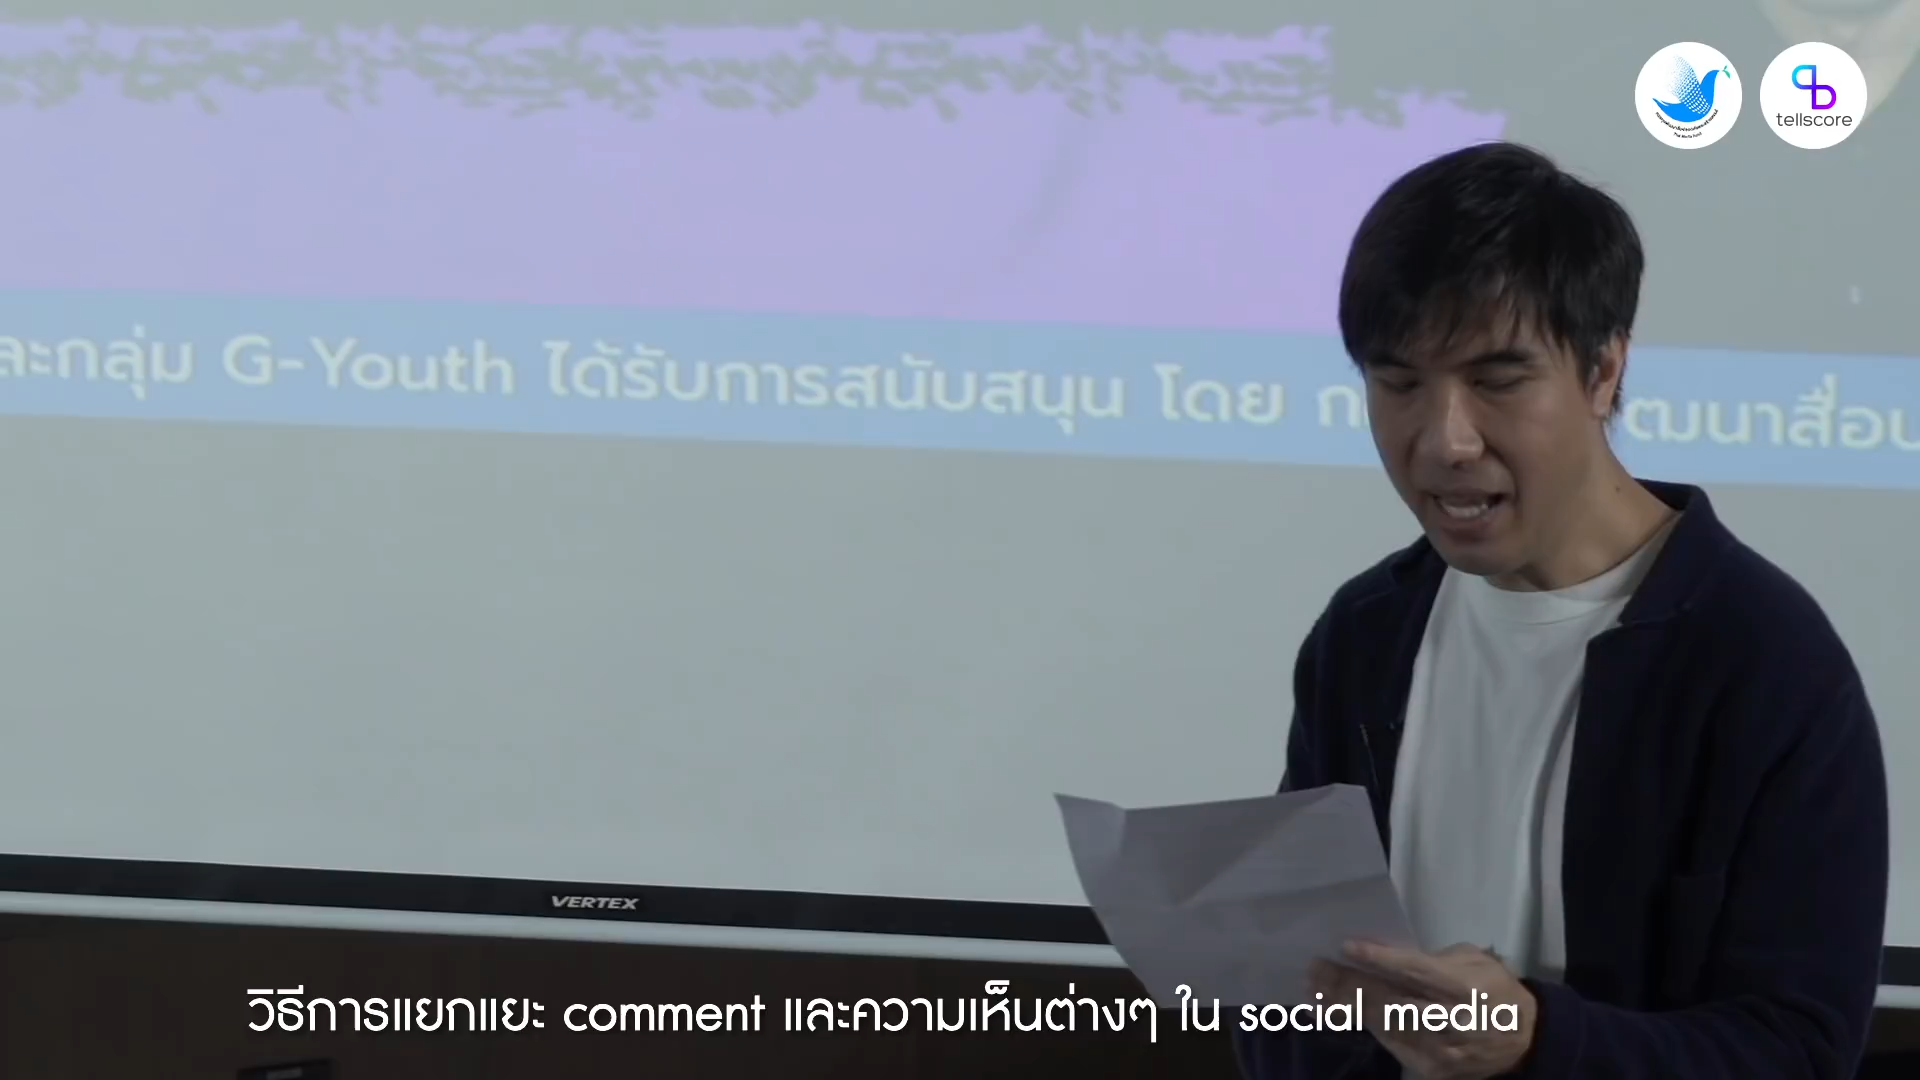 tellscore
ละกลุ่ม G-Youth ได้รับการสนับสนุน โดย ก ัฒนาสื่อป
VERTEX
วิธีการแยกแยะ comment และความเห็นต่างๆ ใน social media